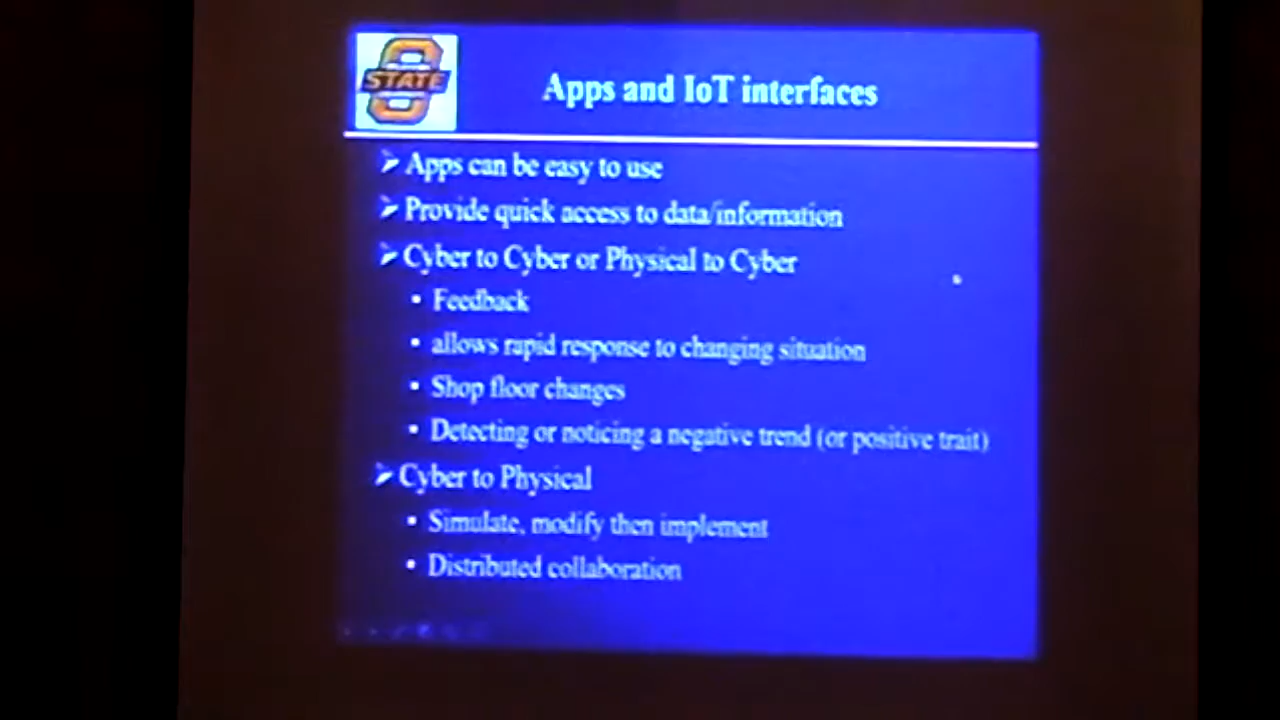 STATE
Apps and IoT interfaces
Apps can be easy to use
Provide quick access to data/information
Cyber to Cyber or Physical to Cyber
Feedback
allows rapid response to changing situation
Shop floor changes
Detecting or noticing a negative trend (or positive trait)
Cyber to Physical
Simulate, modify then implement
Distributed collaboration